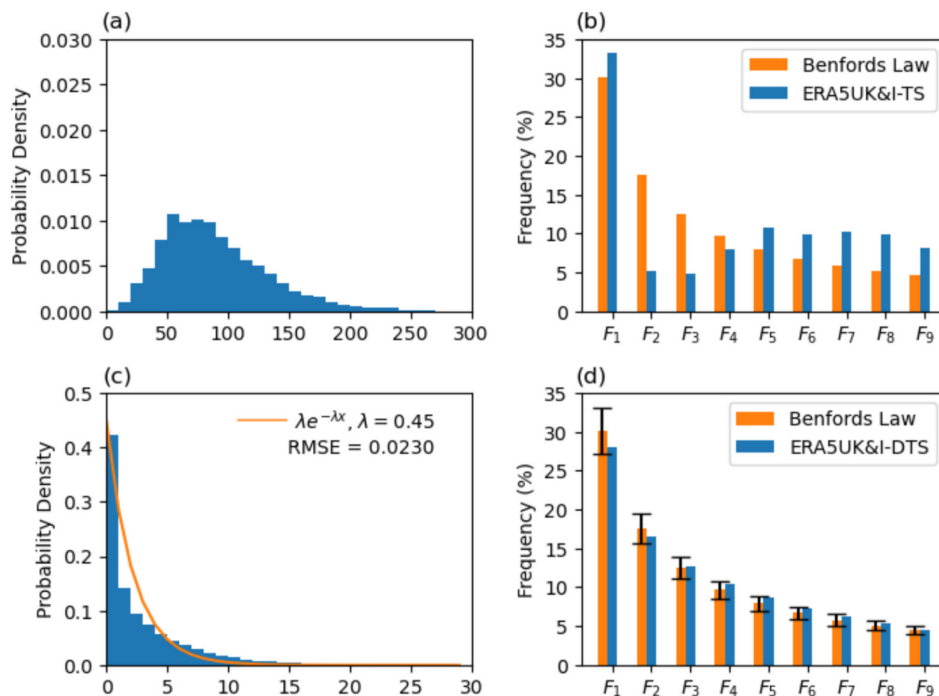 (a)
0.030
0.025
0.020
0.015
0.010
0.005
0.000
Probability Density
0 50 100 150 200 250 300
(b)
35
30
25
20
15
10
5
0
Frequency (%)
Benfords Law
ERA5UK&I-TS
F₁ F₂ F₃ F₄ F₅ F₆ F₇ F₈ F₉
(c)
0.5
0.4
0.3
0.2
0.1
0.0
Probability Density
λe⁻λˣ, λ = 0.45
RMSE = 0.0230
0 5 10 15 20 25 30
(d)
35
30
25
20
15
10
5
0
Frequency (%)
Benfords Law
ERA5UK&I-DTS
F₁ F₂ F₃ F₄ F₅ F₆ F₇ F₈ F₉